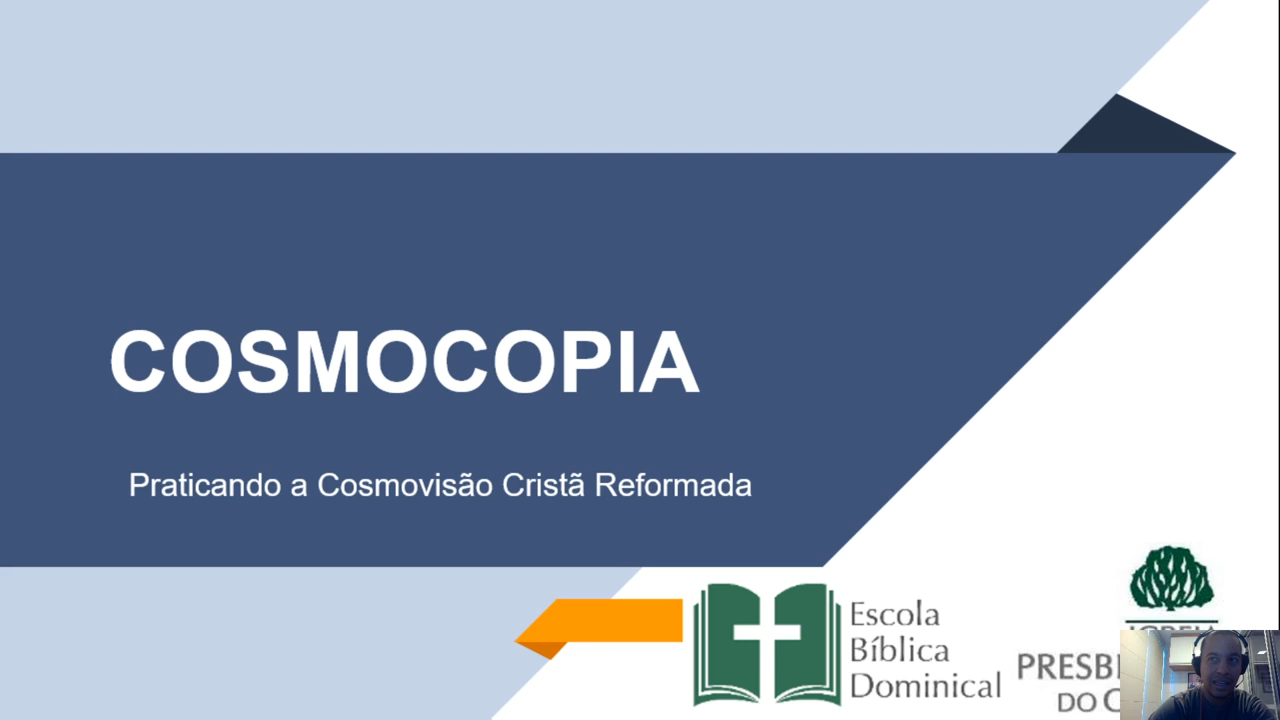 COSMOCOPIA
Praticando a Cosmovisão Cristã Reformada
Escola
Bíblica
Dominical